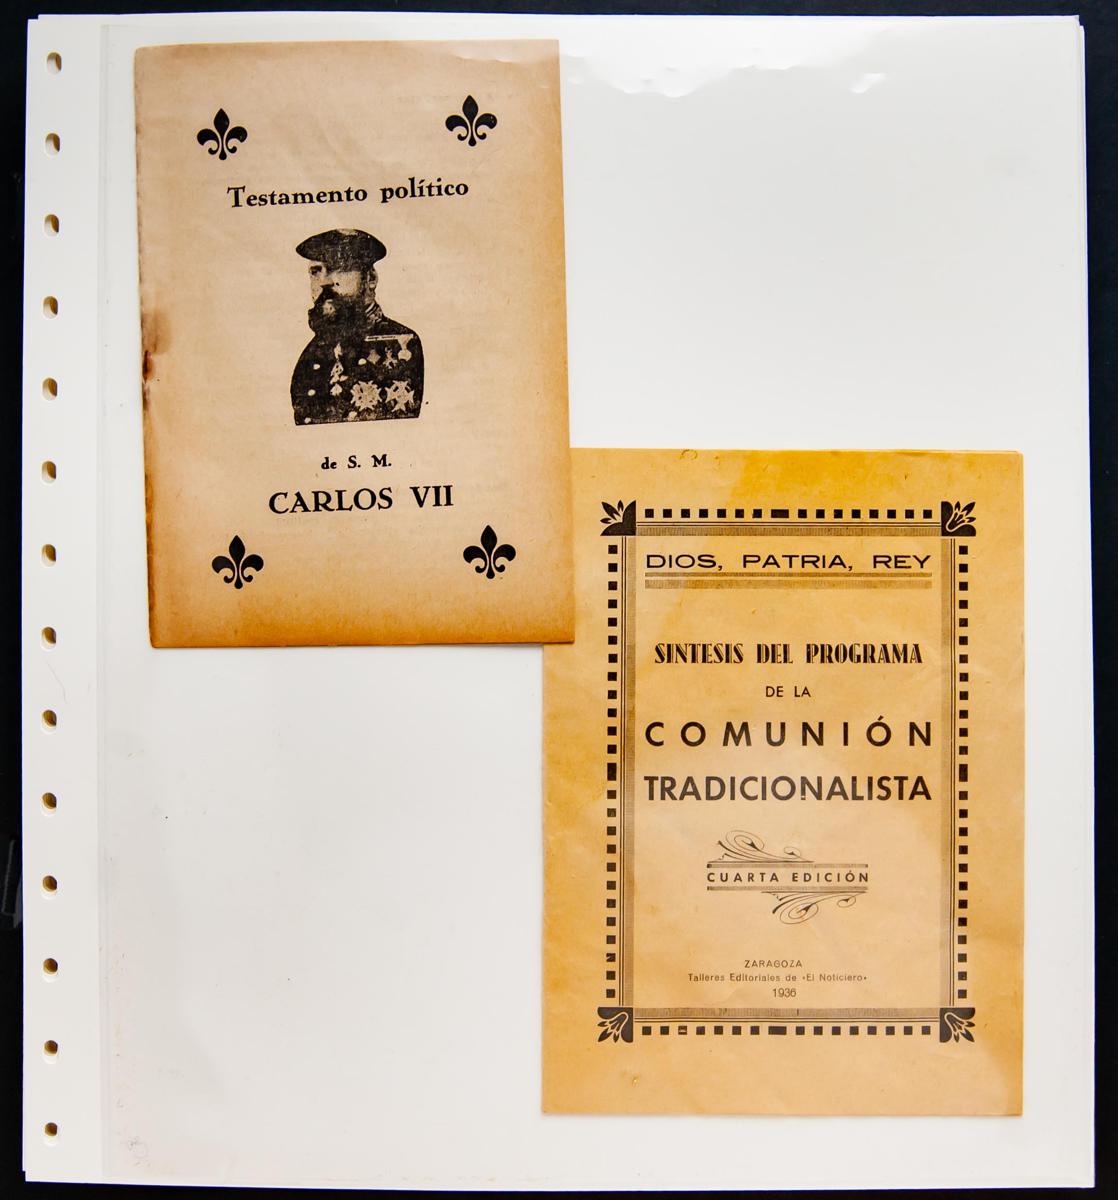 Testamento político
de S. M.
CARLOS VII
DIOS, PATRIA, REY
SINTESIS DEL PROGRAMA
DE LA
COMUNIÓN
TRADICIONALISTA
CUARTA EDICIÓN
ZARAGOZA
Talleres Editoriales de «El Noticiero»
1936